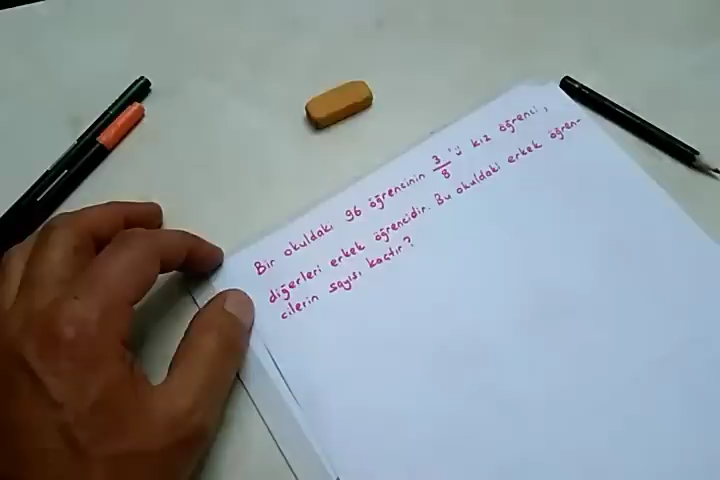 Bir okuldaki 96 öğrencinin 3/8 'ü kız öğrenci,
diğerleri erkek öğrencidir. Bu okuldaki erkek öğren-
cilerin sayısı kaçtır?